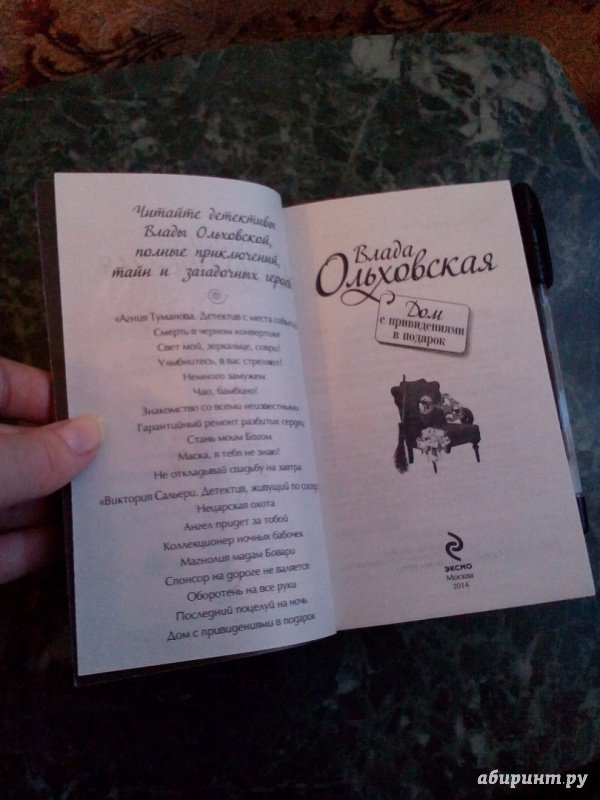 Читайте детективы
Влады Ольховской,
полные приключений,
тайн и загадочных герое
«Агния Туманова. Детектив с места событи
Смерть в черном конвертике
Свет мой, зеркальце, соври!
Улыбнитесь, в вас стреляют!
Немного замужем
Чао, бамбино!
Знакомство со всеми неизвестными
Гарантийный ремонт разбитых сердец
Стань моим Богом
Маска, я тебя не знаю!
Не откладывай свадьбу на завтра
«Виктория Сальери. Детектив, живущий по сосед
Нецарская охота
Ангел придет за тобой
Коллекционер ночных бабочек
Магнолия мадам Бовари
Спонсор на дороге не валяется
Оборотень на все руки
Последний поцелуй на ночь
Дом с привидениями в подарок
Влада
Ольховская
Дом
с привидениями
в подарок
ЭКСМО
Москва
2014
абиринт.ру